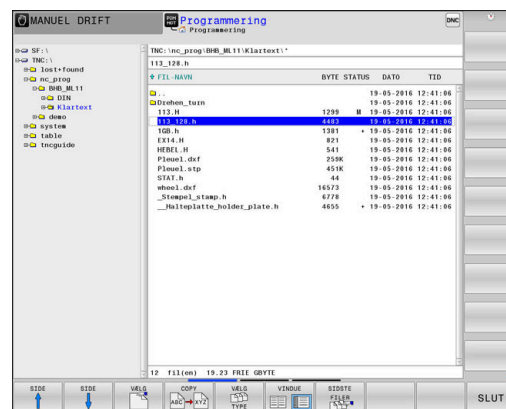 MANUEL DRIFT
PGM
MGT
Programmering
Programmering
DNC
SF:\
TNC:\
lost+found
nc_prog
BHB_ML11
DIN
Klartext
demo
system
table
tncguide
TNC:\nc_prog\BHB_ML11\Klartext\*
113_128.h
FIL-NAVN BYTE STATUS DATO TID
.. 19-05-2016 12:41:06
Drehen_turn 19-05-2016 12:41:06
113.H 1299 M 19-05-2016 12:41:06
113_128.h 4403 19-05-2016 12:41:06
1GB.h 1381 + 19-05-2016 12:41:06
EX14.H 821 19-05-2016 12:41:06
HEBEL.H 541 19-05-2016 12:41:06
Pleuel.dxf 259K 19-05-2016 12:41:06
Pleuel.stp 451K 19-05-2016 12:41:06
STAT.h 44 19-05-2016 12:41:06
wheel.dxf 16573 19-05-2016 12:41:06
_Stempel_stamp.h 6778 19-05-2016 12:41:06
__Halteplatte_holder_plate.h 4655 + 19-05-2016 12:41:06
12 fil(en) 19.23 FRIE GBYTE
SIDE
SIDE
VÆLG
COPY
ABC XYZ
VÆLG
TYPE
VINDUE
SIDSTE
FILER
SLUT